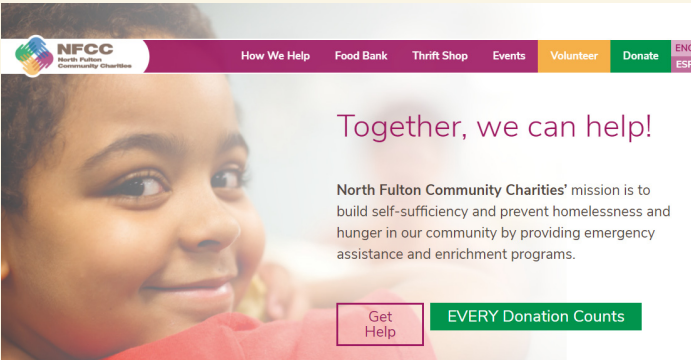 NFCC
North Fulton
Community Charities
How We Help Food Bank Thrift Shop Events Volunteer Donate
Together, we can help!
North Fulton Community Charities' mission is to
build self-sufficiency and prevent homelessness and
hunger in our community by providing emergency
assistance and enrichment programs.
Get
Help
EVERY Donation Counts